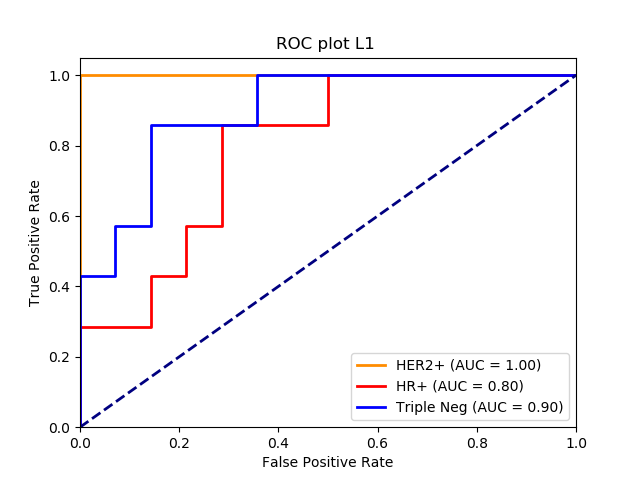 ROC plot L1
True Positive Rate
1.0
0.8
0.6
0.4
0.2
0.0
HER2+ (AUC = 1.00)
HR+ (AUC = 0.80)
Triple Neg (AUC = 0.90)
0.0 0.2 0.4 0.6 0.8 1.0
False Positive Rate